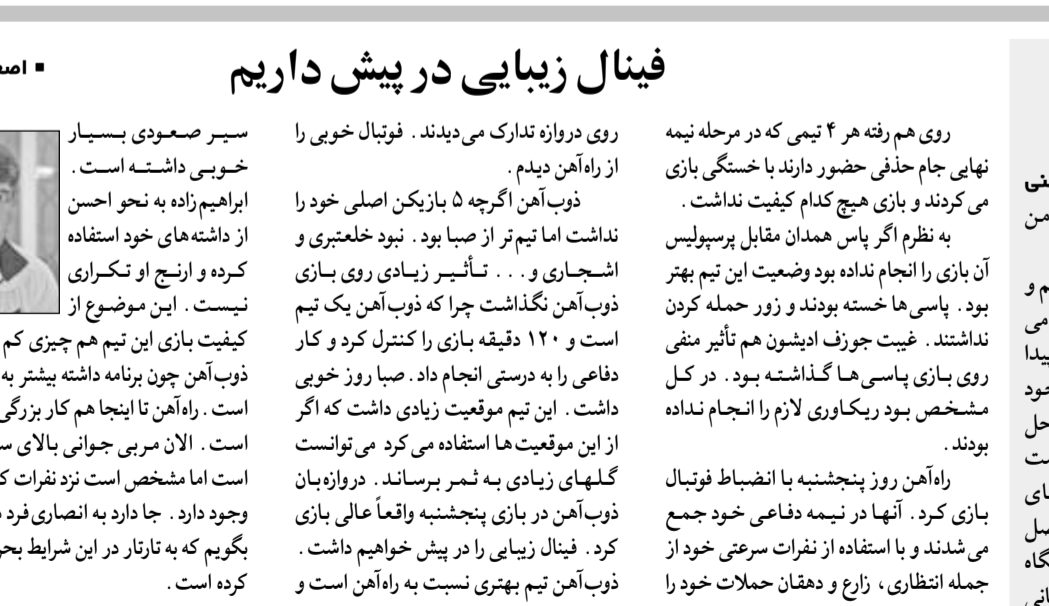 فینال زیبایی در پیش داریم
روی هم رفته هر ۴ تیمی که در مرحله نیمه
نهایی جام حذفی حضور دارند با خستگی بازی
می‌کردند و بازی هیچ کدام کیفیت نداشت .
به نظرم اگر پاس همدان مقابل پرسپولیس
آن بازی را انجام نداده بود وضعیت این تیم بهتر
بود . پاسی‌ها خسته بودند و زور حمله کردن
نداشتند . غیبت جوزف ادیشون هم تأثیر منفی
روی بازی پاسی‌ها گذاشته بود . در کل
مشخص بود ریکاوری لازم را انجام نداده
بودند .
راه‌آهن روز پنجشنبه با انضباط فوتبال
بازی کرد . آنها در نیمه دفاعی خود جمع
می‌شدند و با استفاده از نفرات سرعتی خود از
جمله انتظاری ، زارع و دهقان حملات خود را
روی دروازه تدارک می‌دیدند . فوتبال خوبی را
از راه‌آهن دیدم .
ذوب‌آهن اگرچه ۵ بازیکن اصلی خود را
نداشت اما تیم‌تر از صبا بود . نبود خلعتبری و
اشجاری و . . . تأثیر زیادی روی بازی
ذوب‌آهن نگذاشت چرا که ذوب‌آهن یک تیم
است و ۱۲۰ دقیقه بازی را کنترل کرد و کار
دفاعی را به درستی انجام داد . صبا روز خوبی
داشت . این تیم موقعیت زیادی داشت که اگر
از این موقعیت‌ها استفاده می‌کرد می‌توانست
گلهای زیادی به ثمر برساند . دروازه‌بان
ذوب‌آهن در بازی پنجشنبه واقعاً عالی بازی
کرد . فینال زیبایی را در پیش خواهیم داشت .
ذوب‌آهن تیم بهتری نسبت به راه‌آهن است و
سیر صعودی بسیار
خوبی داشته است .
ابراهیم‌زاده به نحو احسن
از داشته‌های خود استفاده
کرده و ارنج او تکراری
نیست . این موضوع از
کیفیت بازی این تیم هم چیزی کم
ذوب‌آهن چون برنامه داشته بیشتر به
است . راه‌آهن تا اینجا هم کار بزرگی
است . الان مربی جوانی بالای
است اما مشخص است نزد نفرات
وجود دارد . جا دارد به انصاری‌فرد
بگویم که به تارتار در این شرایط
کرده است .